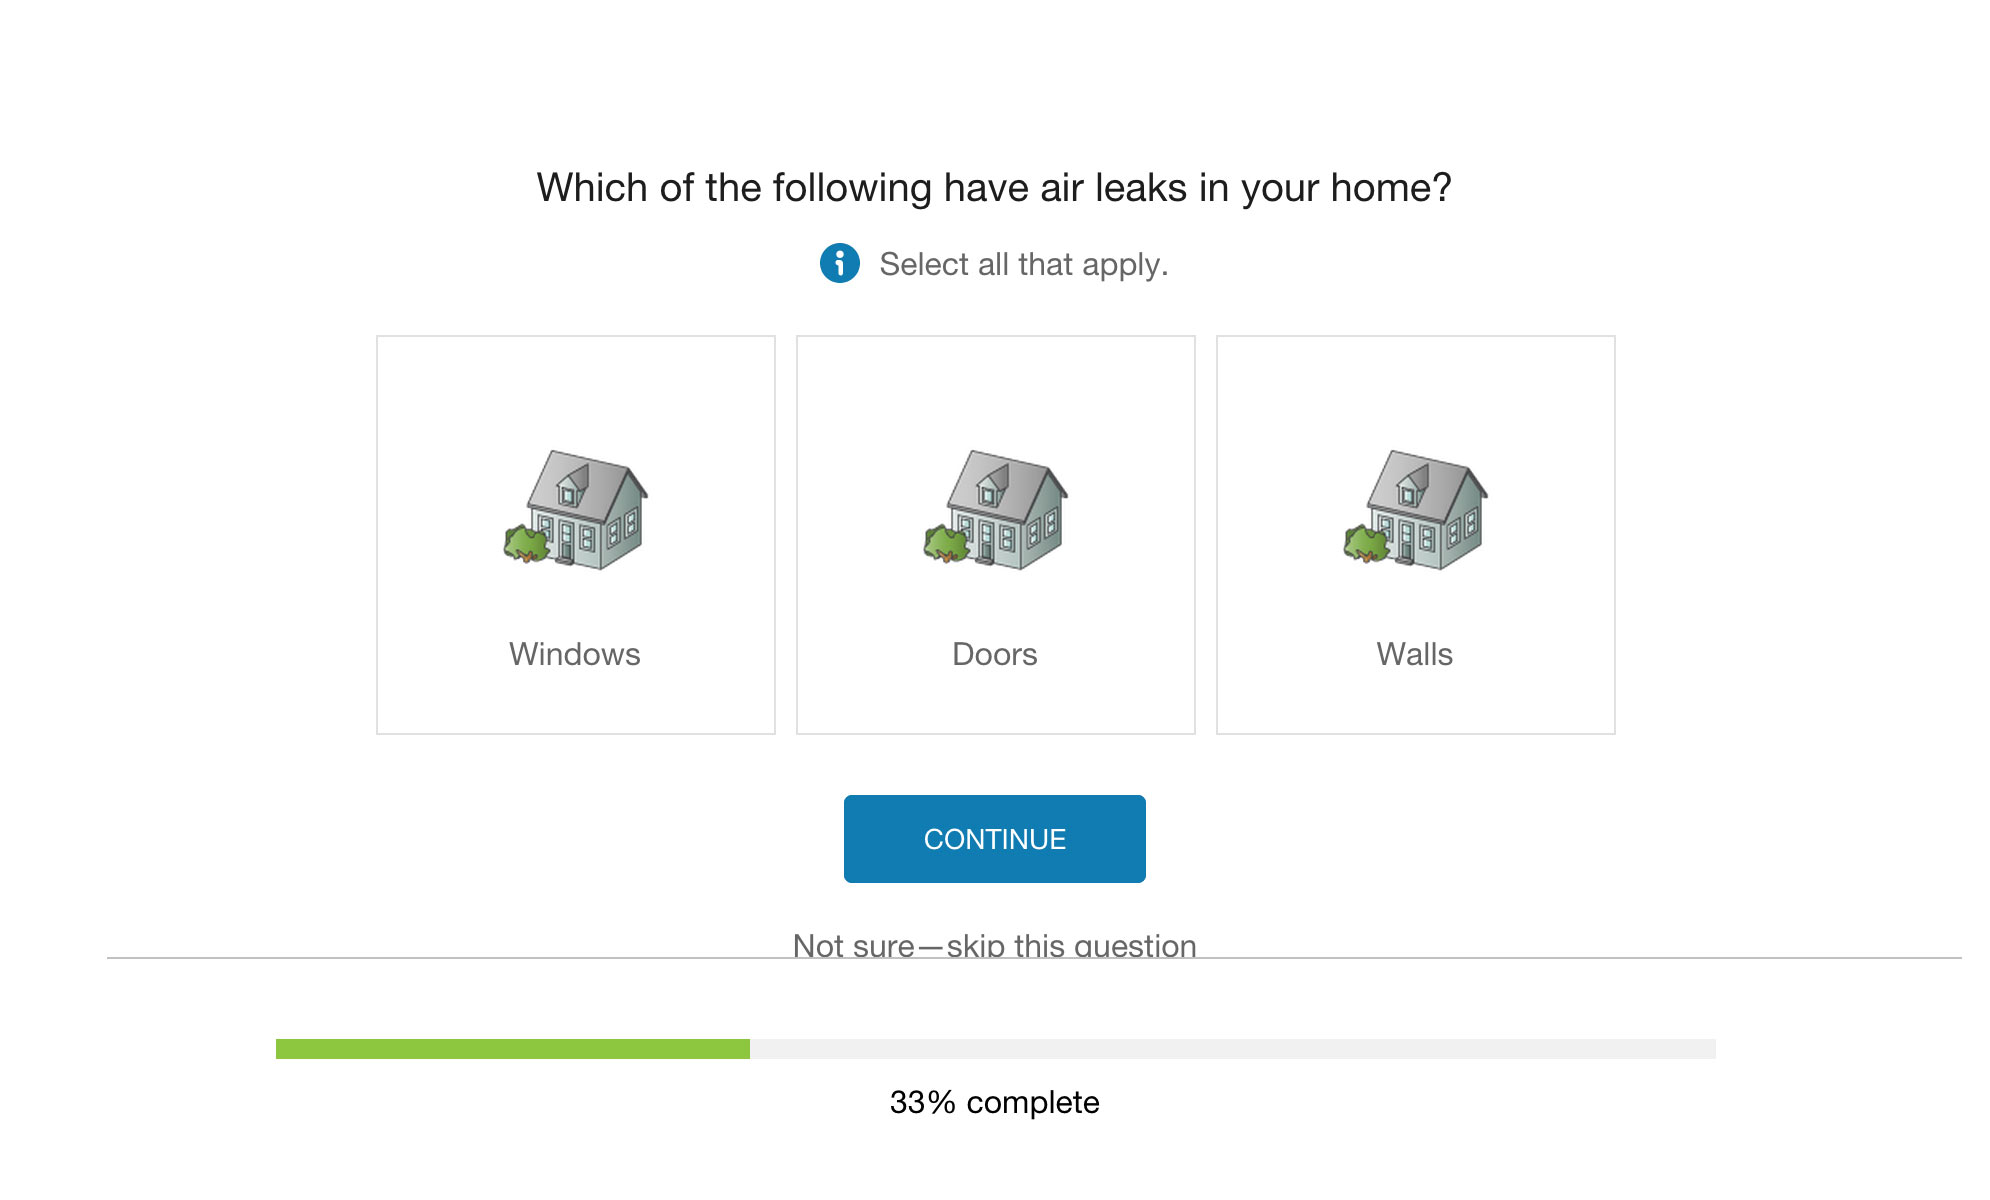 Which of the following have air leaks in your home?
Select all that apply.
Windows
Doors
Walls
CONTINUE
Not sure—skip this question
33% complete